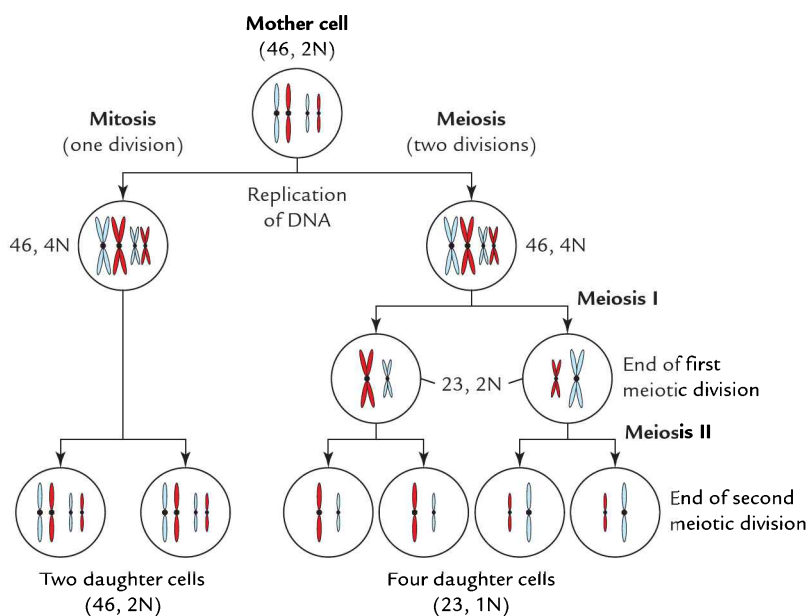 Mother cell
(46, 2N)
Mitosis
(one division)
Meiosis
(two divisions)
Replication
of DNA
46, 4N
46, 4N
Meiosis I
23, 2N
End of first
meiotic division
Meiosis II
End of second
meiotic division
Two daughter cells
(46, 2N)
Four daughter cells
(23, 1N)